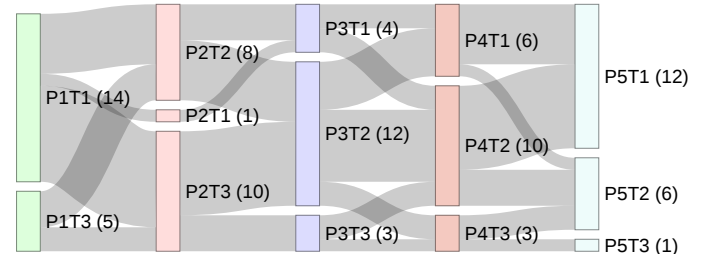 P1T1 (14)
P1T3 (5)
P2T2 (8)
P2T1 (1)
P2T3 (10)
P3T1 (4)
P3T2 (12)
P3T3 (3)
P4T1 (6)
P4T2 (10)
P4T3 (3)
P5T1 (12)
P5T2 (6)
P5T3 (1)